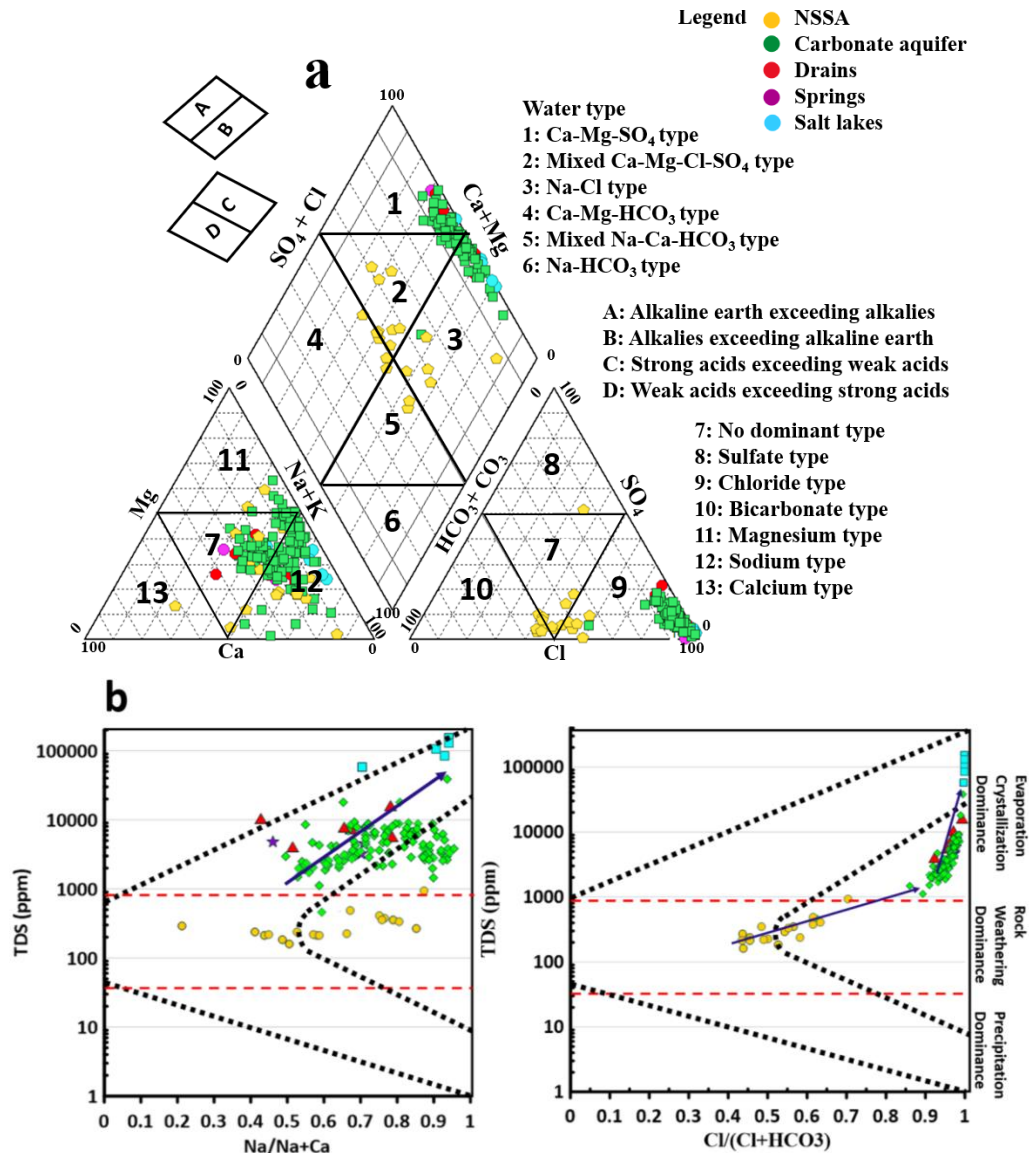 Legend
NSSA
Carbonate aquifer
Drains
Springs
Salt lakes
a
A
B
C
D
Water type
1: Ca-Mg-SO₄ type
2: Mixed Ca-Mg-Cl-SO₄ type
3: Na-Cl type
4: Ca-Mg-HCO₃ type
5: Mixed Na-Ca-HCO₃ type
6: Na-HCO₃ type
A: Alkaline earth exceeding alkalies
B: Alkalies exceeding alkaline earth
C: Strong acids exceeding weak acids
D: Weak acids exceeding strong acids
7: No dominant type
8: Sulfate type
9: Chloride type
10: Bicarbonate type
11: Magnesium type
12: Sodium type
13: Calcium type
100
SO₄ + Cl
Ca+Mg
1
2
3
4
5
6
0
0
100
0
100
0
Mg
Na+K
HCO₃+ CO₃
SO₄
11
7
12
13
8
7
10
9
0
100
Ca
100
0
100
100
Cl
0
100
b
TDS (ppm)
100000
10000
1000
100
10
1
0
0.1
0.2
0.3
0.4
0.5
0.6
0.7
0.8
0.9
1
Na/Na+Ca
TDS (ppm)
100000
10000
1000
100
10
1
0
0.1
0.2
0.3
0.4
0.5
0.6
0.7
0.8
0.9
1
Cl/(Cl+HCO3)
Evaporation
Crystallization
Dominance
Rock
Weathering
Dominance
Precipitation
Dominance